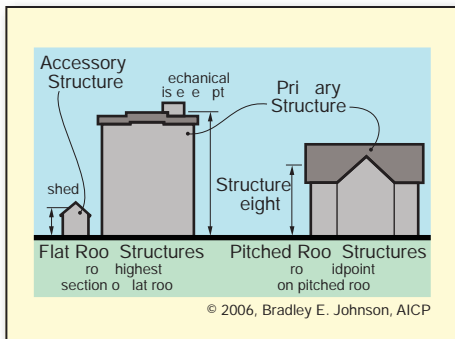 Accessory
Structure
echanical
is e e pt
Pri ary
Structure
shed
Structure
eight
Flat Roo Structures
ro highest
section o lat roo
Pitched Roo Structures
ro idpoint
on pitched roo
© 2006, Bradley E. Johnson, AICP